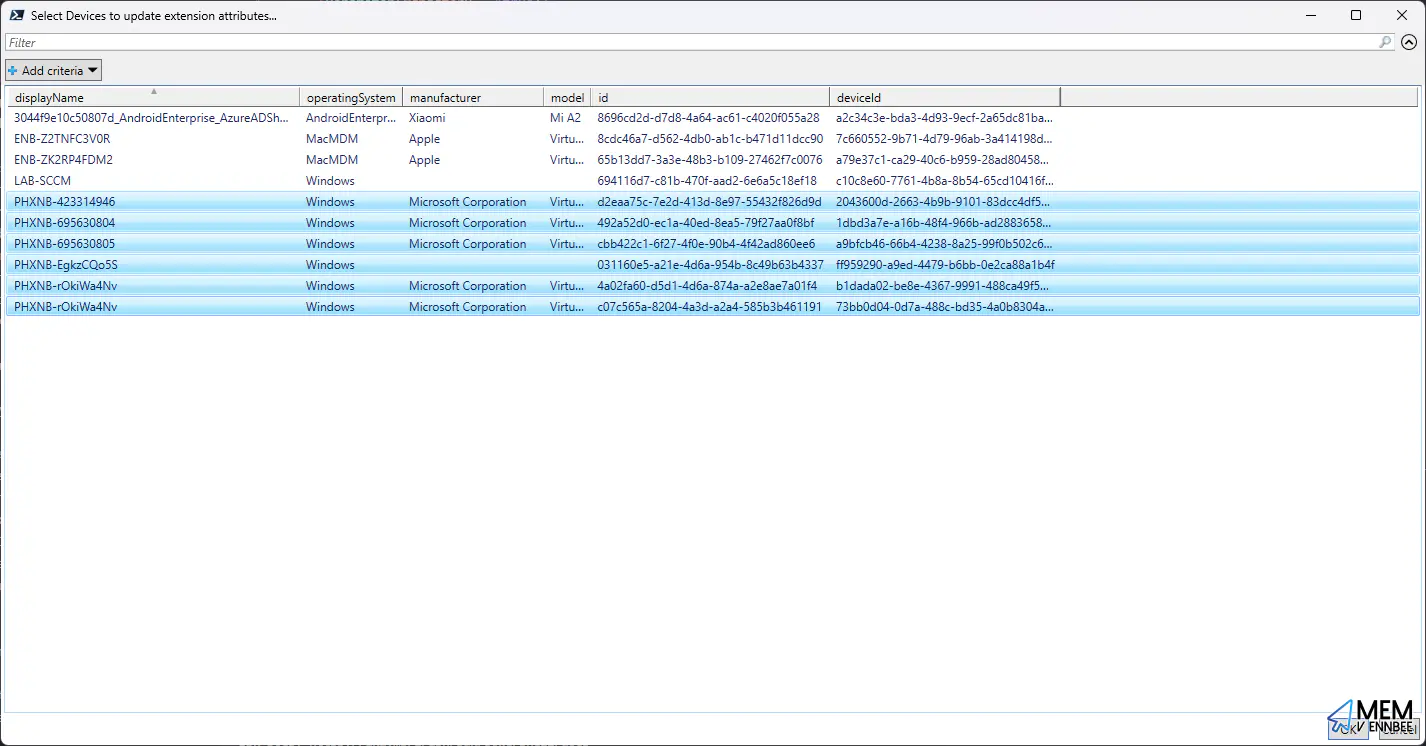 Select Devices to update extension attributes...
Filter
Add criteria
displayName operatingSystem manufacturer model id deviceId
3044f9e10c50807d_AndroidEnterprise_AzureADSh... AndroidEnterpr... Xiaomi Mi A2 8696cd2d-d7d8-4a64-ac61-c4020f055a28 a2c34c3e-bda3-4d93-9ecf-2a65dc81ba...
ENB-Z2TNFC3V0R MacMDM Apple Virtu... 8cdc46a7-d562-4db0-ab1c-b471d11dcc90 7c660552-9b71-4d79-96ab-3a414198d...
ENB-ZK2RP4FDM2 MacMDM Apple Virtu... 65b13dd7-3a3e-48b3-b109-27462f7c0076 a79e37c1-ca29-40c6-b959-28ad80458...
LAB-SCCM Windows 694116d7-c81b-470f-aad2-6e6a5c18ef18 c10c8e60-7761-4b8a-8b54-65cd10416f...
PHXNB-423314946 Windows Microsoft Corporation Virtu... d2eaa75c-7e2d-413d-8e97-55432f826d9d 2043600d-2663-4b9b-9101-83dcc4df5...
PHXNB-695630804 Windows Microsoft Corporation Virtu... 492a52d0-ec1a-40ed-8ea5-79f27aa0f8bf 1dbd3a7e-a16b-48f4-966b-ad2883658...
PHXNB-695630805 Windows Microsoft Corporation Virtu... cbb422c1-6f27-4f0e-90b4-4f42ad860ee6 a9bfcb46-66b4-4238-8a25-99f0b502c6...
PHXNB-EgkzCQo5S Windows 031160e5-a21e-4d6a-954b-8c49b63b4337 ff959290-a9ed-4479-b6bb-0e2ca88a1b4f
PHXNB-rOkiWa4Nv Windows Microsoft Corporation Virtu... 4a02fa60-d5d1-4d6a-874a-a2e8ae7a01f4 b1dada02-be8e-4367-9991-488ca49f5...
PHXNB-rOkiWa4Nv Windows Microsoft Corporation Virtu... c07c565a-8204-4a3d-a2a4-585b3b461191 73bb0d04-0d7a-488c-bd35-4a0b8304a...
MEM
VENNBEE
OK Cancel